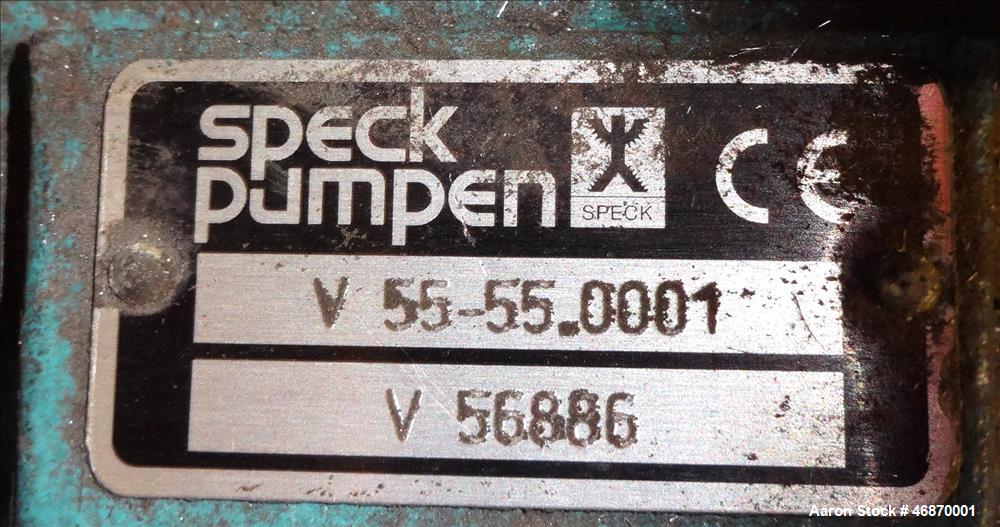 speck
pumpen
SPECK
CE
V 55-55.0001
V 56886
Aaron Stock # 46870001